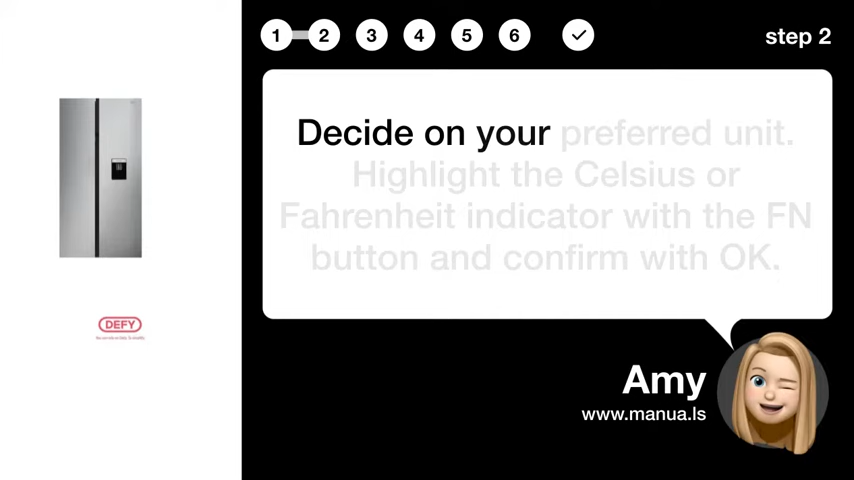 1 2 3 4 5 6
step 2
Decide on your preferred unit.
Highlight the Celsius or
Fahrenheit indicator with the FN
button and confirm with OK.
DEFY
Amy
www.manua.ls